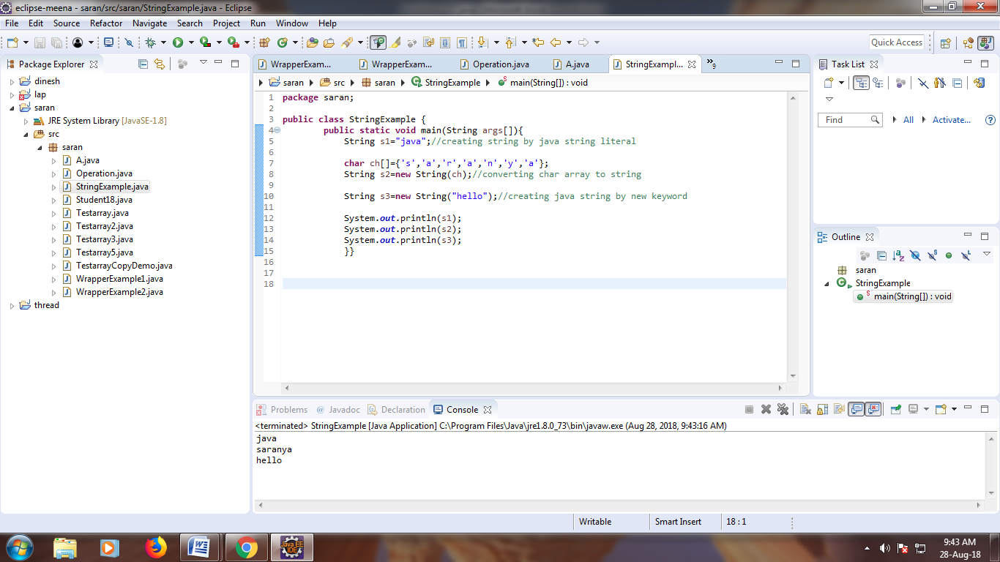 eclipse-meena - saran/src/saran/StringExample.java - Eclipse
File Edit Source Refactor Navigate Search Project Run Window Help
Quick Access
Package Explorer
dinesh
lap
saran
JRE System Library [JavaSE-1.8]
src
saran
A.java
Operation.java
StringExample.java
Student18.java
Testarray.java
Testarray2.java
Testarray3.java
Testarray5.java
TestarrayCopyDemo.java
WrapperExample1.java
WrapperExample2.java
thread
WrapperExam... WrapperExam... Operation.java A.java StringExampl... »9
saran src saran StringExample main(String[]) : void
1 package saran;
2
3 public class StringExample {
4 public static void main(String args[]){
5 String s1="java";//creating string by java string literal
6
7 char ch[]={'s','a','r','a','n','y','a'};
8 String s2=new String(ch);//converting char array to string
9
10 String s3=new String("hello");//creating java string by new keyword
11
12 System.out.println(s1);
13 System.out.println(s2);
14 System.out.println(s3);
15 }}
16
17
18
Task List
Find All Activate...
Outline
saran
StringExample
main(String[]) : void
Problems @ Javadoc Declaration Console
<terminated> StringExample [Java Application] C:\Program Files\Java\jre1.8.0_73\bin\javaw.exe (Aug 28, 2018, 9:43:16 AM)
java
saranya
hello
Writable Smart Insert 18 : 1
Java EE
IDE
9:43 AM
28-Aug-18